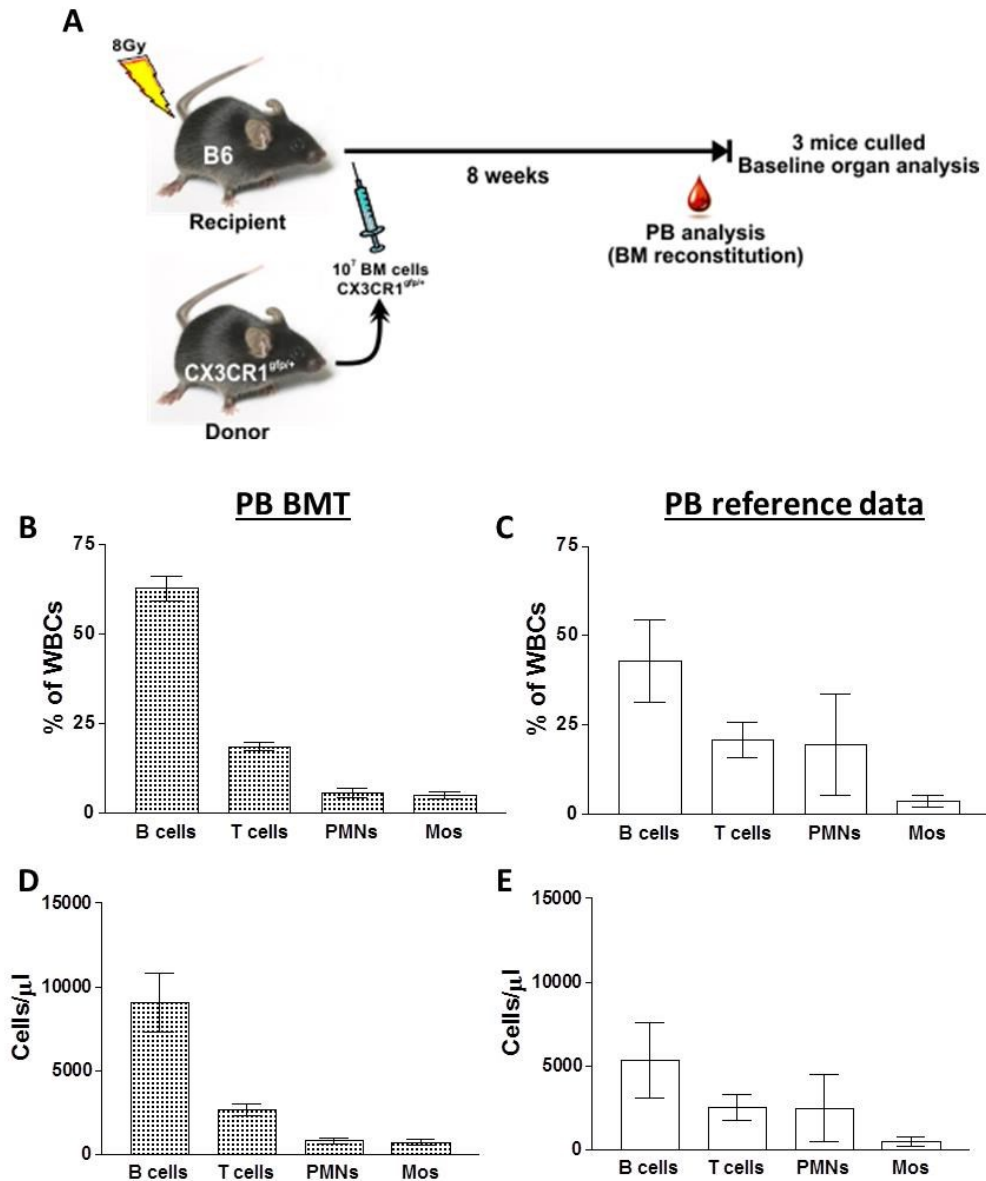 A
8Gy
B6
Recipient
8 weeks
3 mice culled
Baseline organ analysis
PB analysis
(BM reconstitution)
10⁷ BM cells
CX3CR1ᵍᶠᵖ/⁺
CX3CR1ᵍᶠᵖ/⁺
Donor
PB BMT
PB reference data
B
75
50
25
0
% of WBCs
B cells T cells PMNs Mos
C
75
50
25
0
% of WBCs
B cells T cells PMNs Mos
D
15000
10000
5000
0
Cells/µl
B cells T cells PMNs Mos
E
15000
10000
5000
0
Cells/µl
B cells T cells PMNs Mos